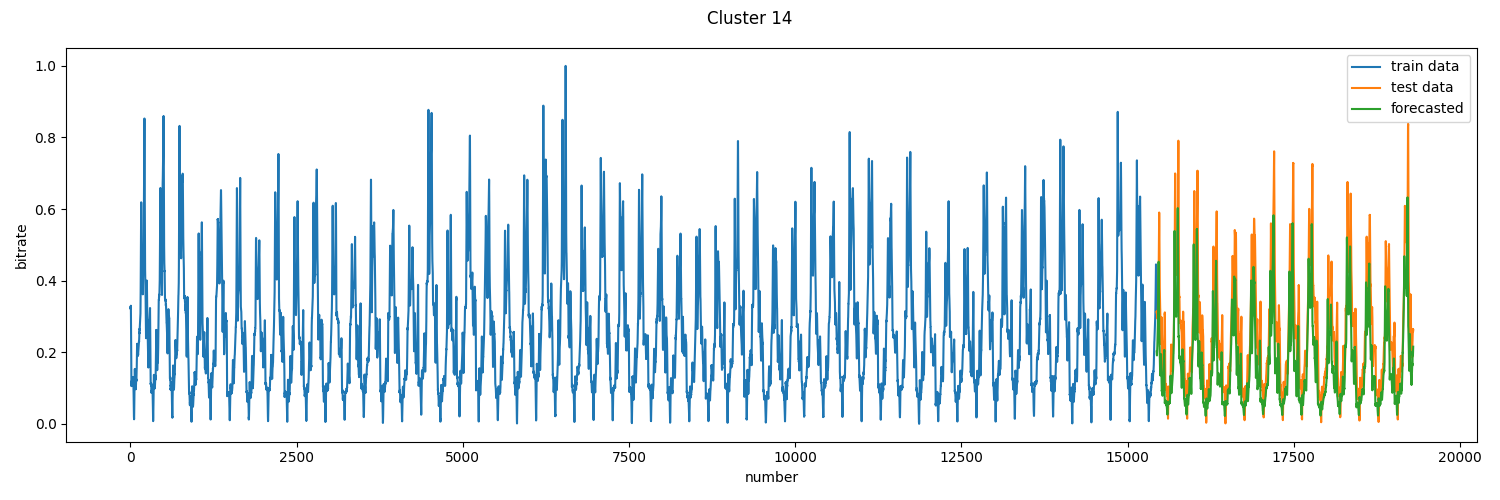 Cluster 14
train data
test data
forecasted
1.0
0.8
0.6
0.4
0.2
0.0
bitrate
0 2500 5000 7500 10000 12500 15000 17500 20000
number